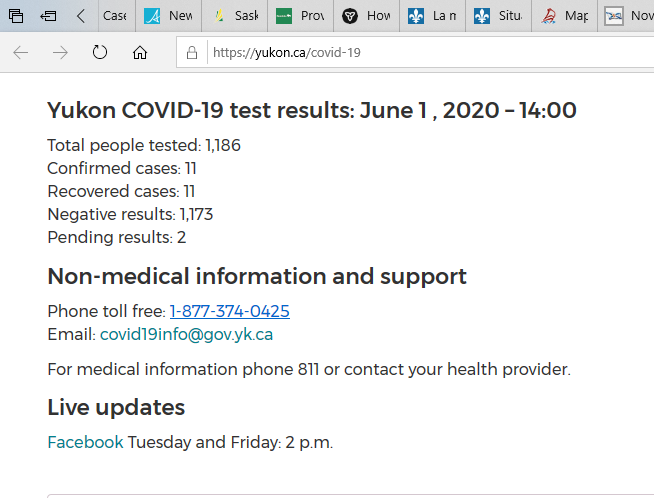 Case
New
Sask
Prov
How
La m
Situ
Map
Nov
https://yukon.ca/covid-19
Yukon COVID-19 test results: June 1 , 2020 – 14:00
Total people tested: 1,186
Confirmed cases: 11
Recovered cases: 11
Negative results: 1,173
Pending results: 2
Non-medical information and support
Phone toll free: 1-877-374-0425
Email: covid19info@gov.yk.ca
For medical information phone 811 or contact your health provider.
Live updates
Facebook Tuesday and Friday: 2 p.m.